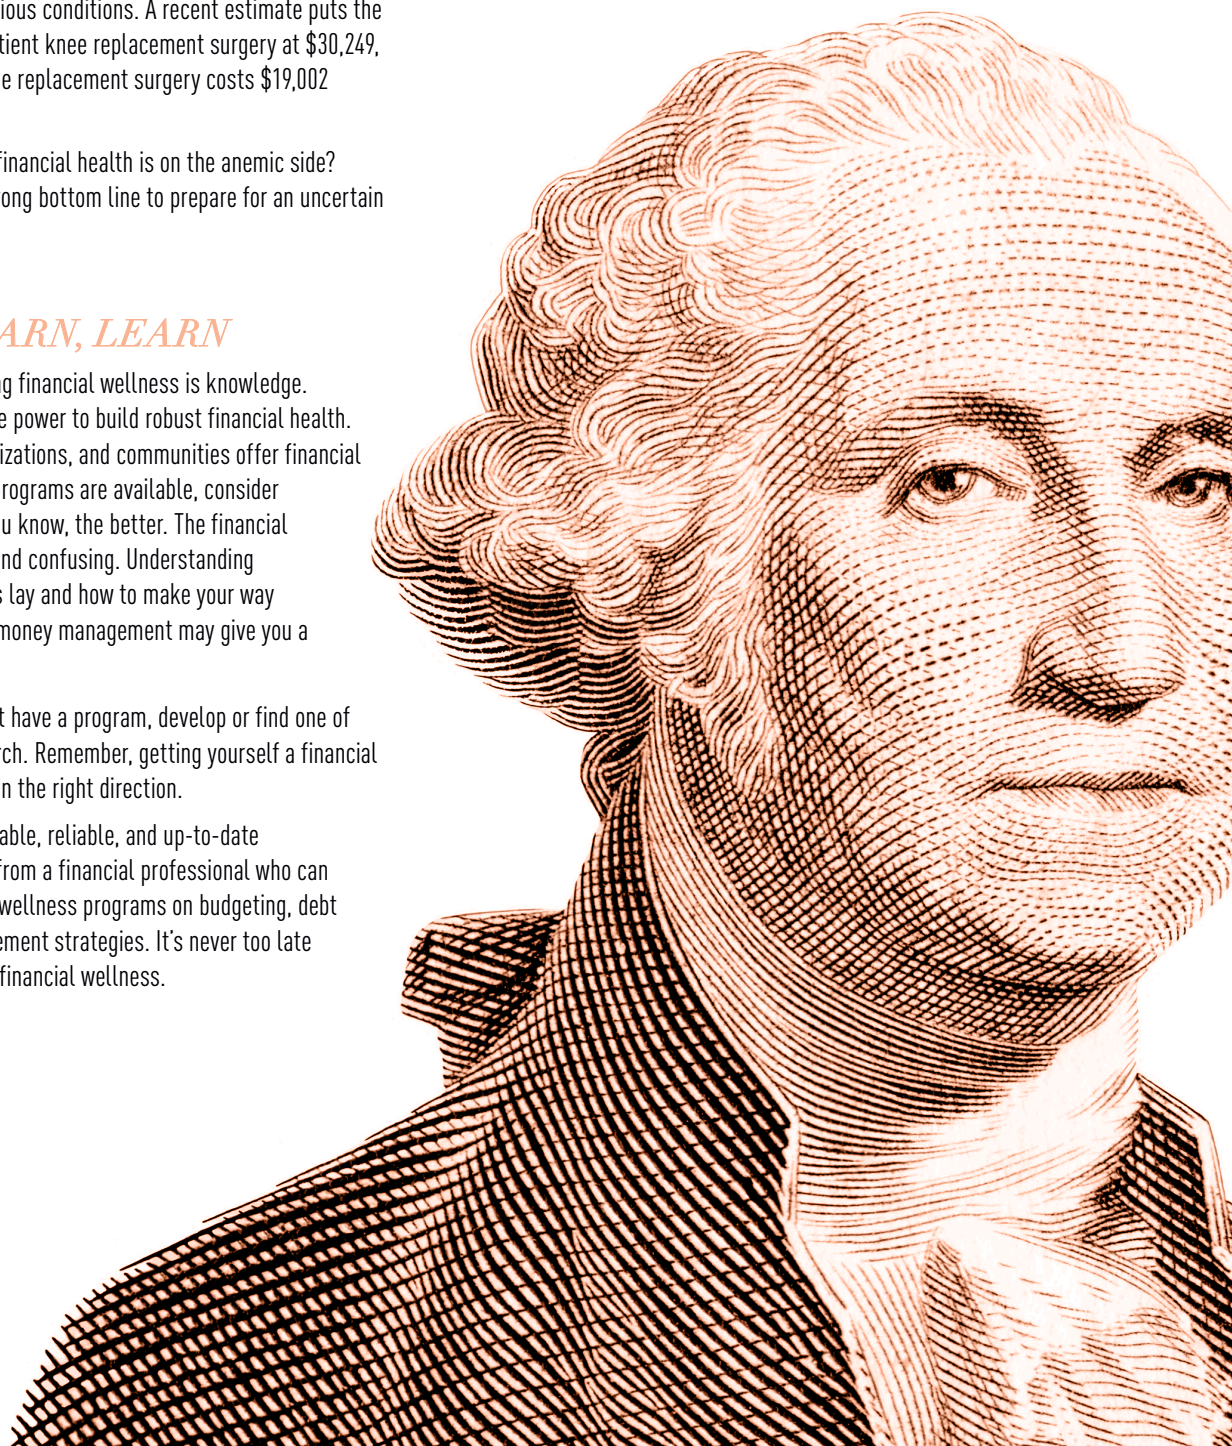 ious conditions. A recent estimate puts the
tient knee replacement surgery at $30,249,
e replacement surgery costs $19,002
financial health is on the anemic side?
ong bottom line to prepare for an uncertain
ARN, LEARN
ng financial wellness is knowledge.
e power to build robust financial health.
izations, and communities offer financial
rograms are available, consider
u know, the better. The financial
nd confusing. Understanding
s lay and how to make your way
money management may give you a
t have a program, develop or find one of
rch. Remember, getting yourself a financial
n the right direction.
able, reliable, and up-to-date
from a financial professional who can
wellness programs on budgeting, debt
ement strategies. It’s never too late
financial wellness.